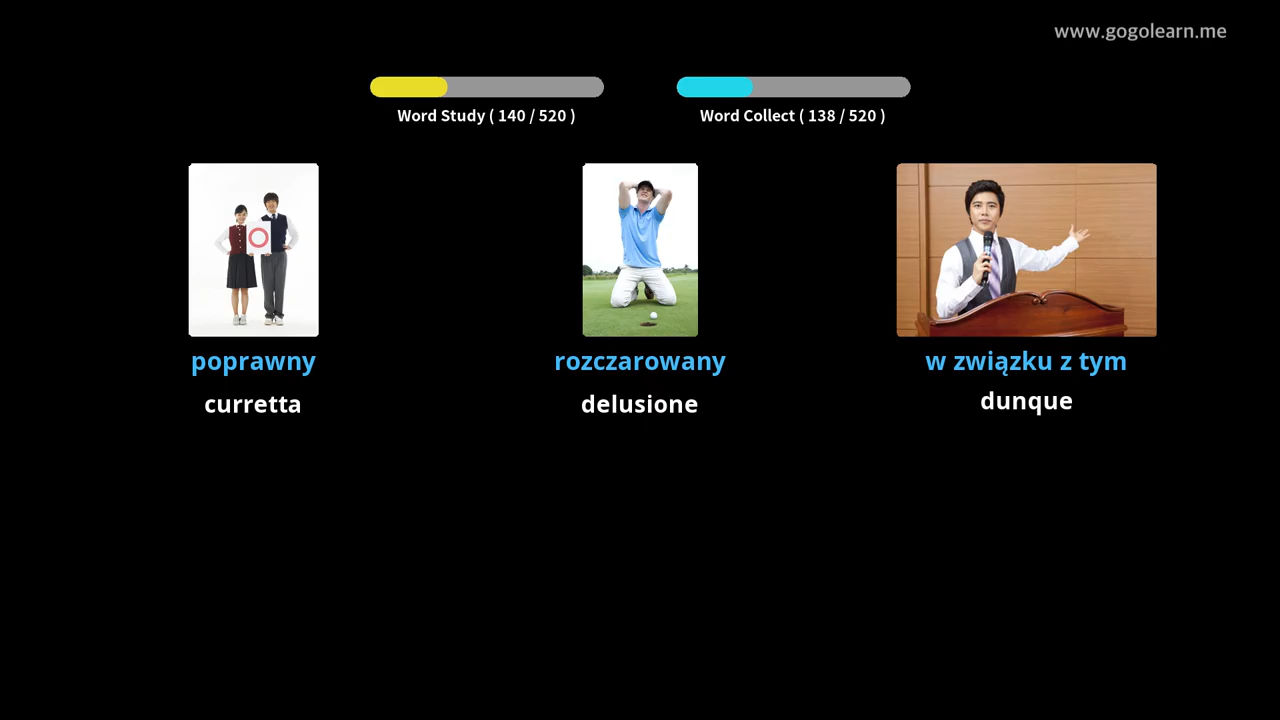 www.gogolearn.me
Word Study ( 140 / 520 )
Word Collect ( 138 / 520 )
poprawny
rozczarowany
w związku z tym
curretta
delusione
dunque